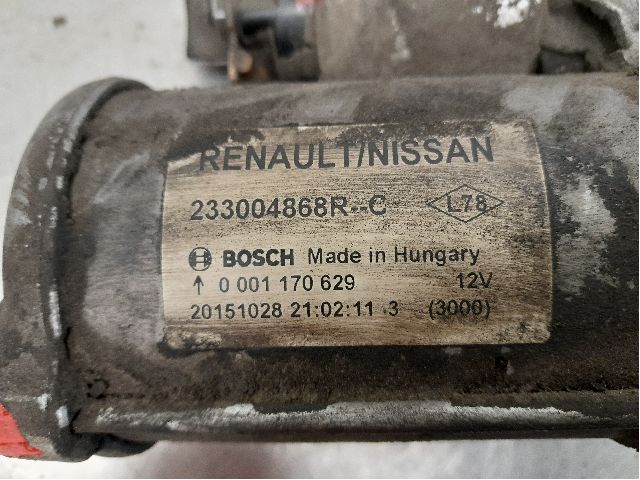 RENAULT/NISSAN
233004868R--C L78
BOSCH Made in Hungary
↑ 0 001 170 629 12V
20151028 21:02:11 3 (3000)